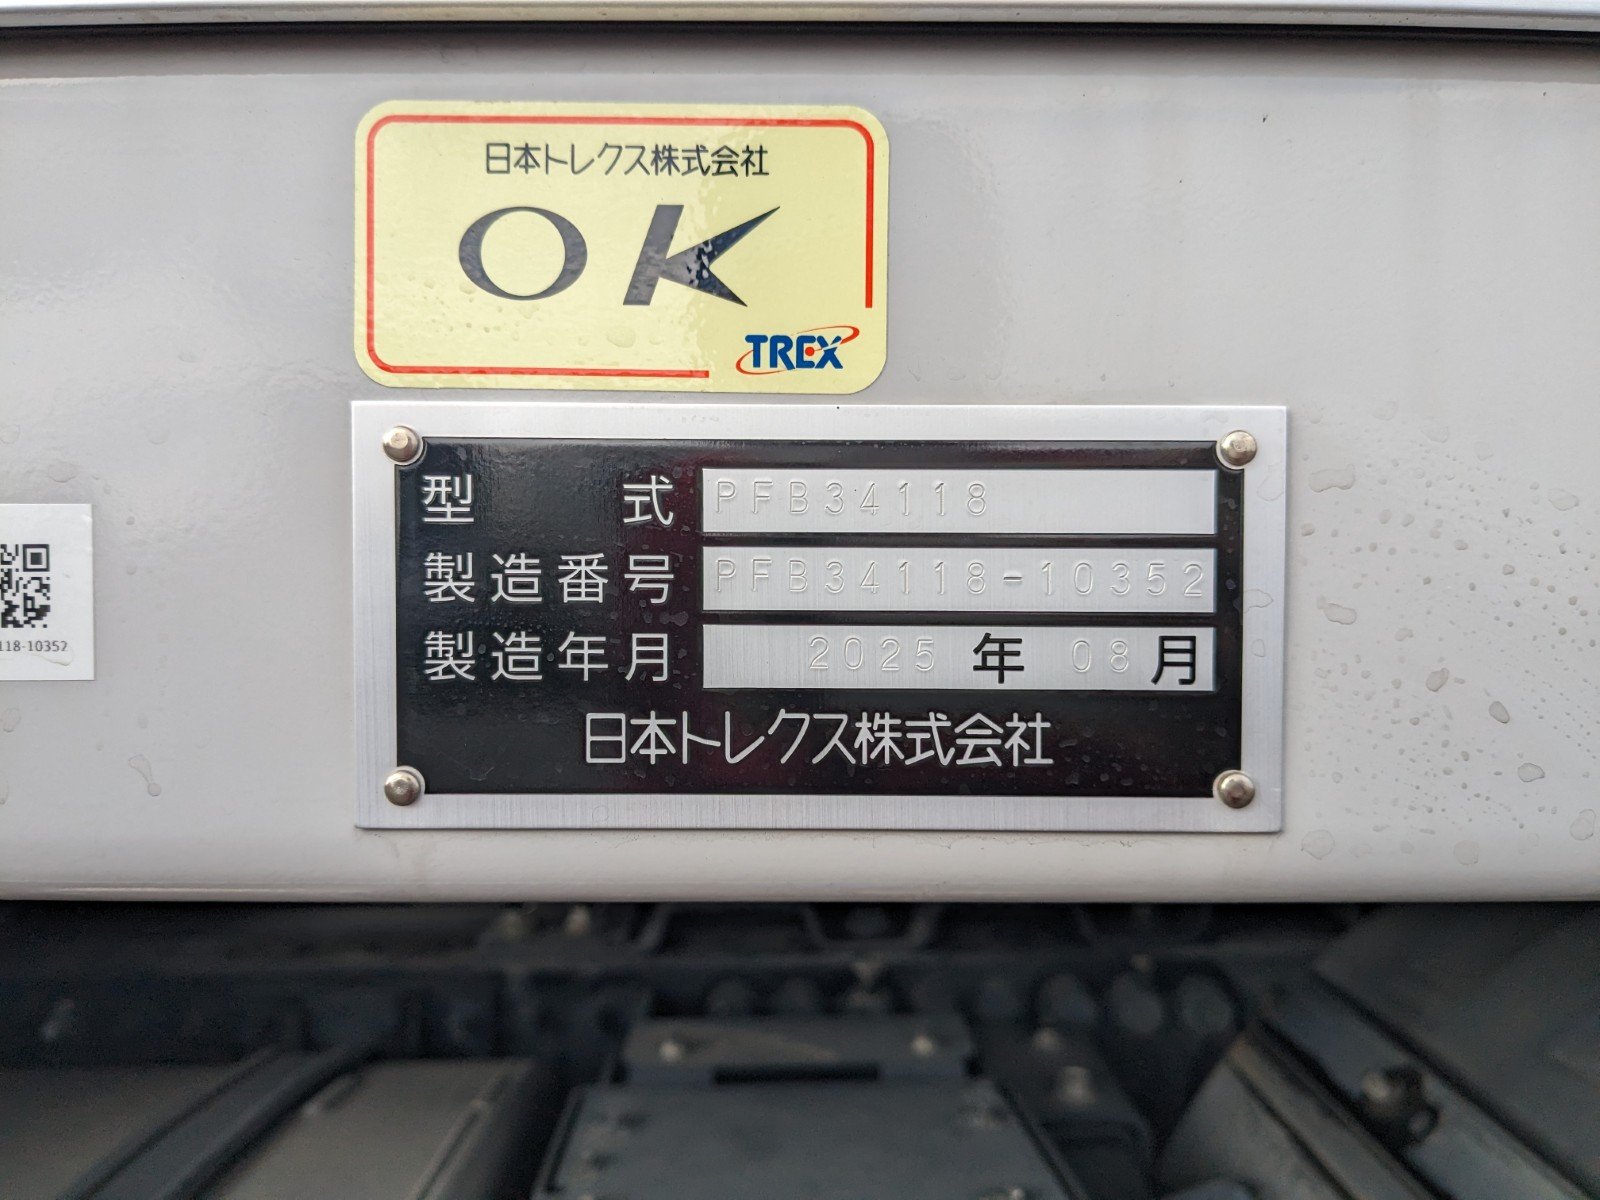 日本トレクス株式会社
OK
TREX
型式 PFB34118
製造番号 PFB34118-10352
製造年月 2025年08月
日本トレクス株式会社
118-10352